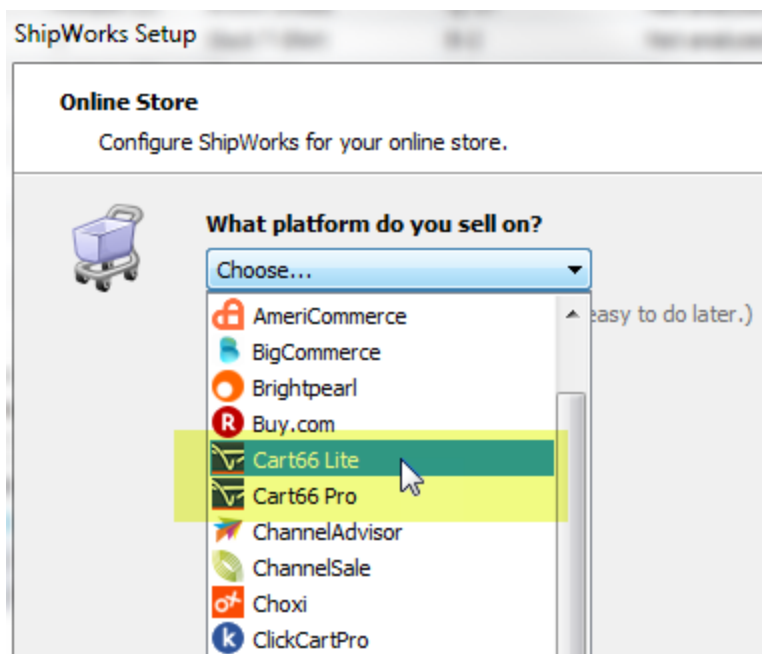 ShipWorks Setup
Online Store
Configure ShipWorks for your online store.
What platform do you sell on?
Choose...
easy to do later.)
AmeriCommerce
BigCommerce
Brightpearl
R Buy.com
Cart66 Lite
Cart66 Pro
ChannelAdvisor
ChannelSale
Choxi
k ClickCartPro